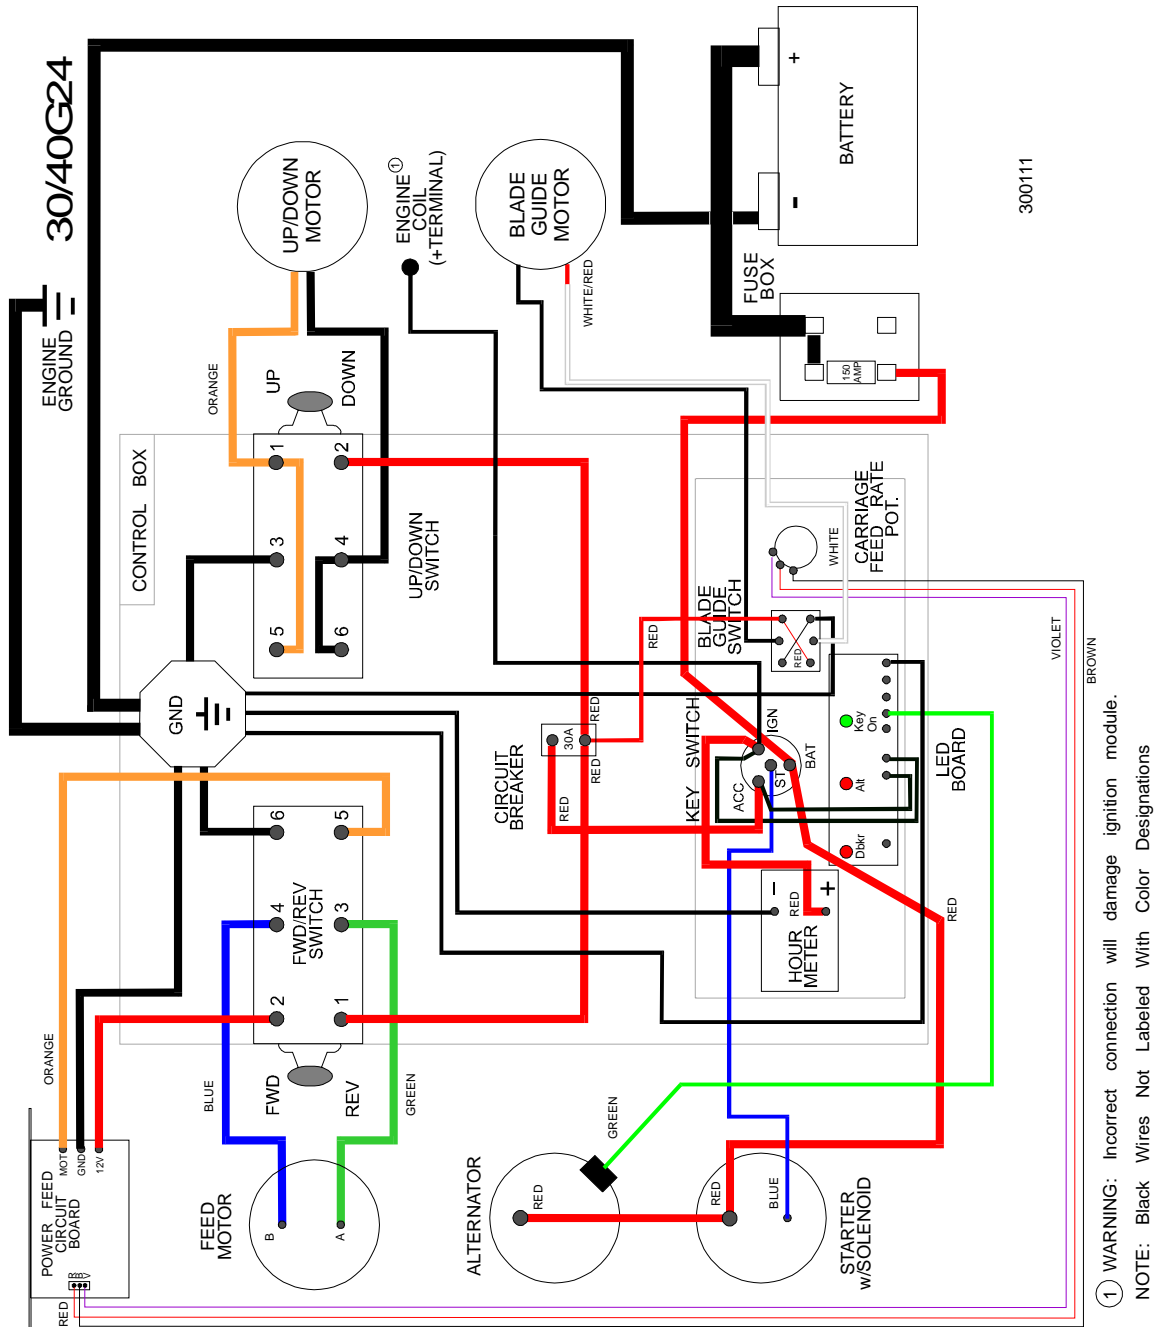 30/40G24
ENGINE
GROUND
CONTROL BOX
UP/DOWN
MOTOR
ENGINE ①
COIL
(+TERMINAL)
BLADE
GUIDE
MOTOR
BATTERY
+
-
300111
FUSE
BOX
150
AMP
WHITE/RED
ORANGE
UP
DOWN
1
2
3
4
5
6
UP/DOWN
SWITCH
GND
CARRIAGE
FEED RATE
POT.
WHITE
BLADE
GUIDE
SWITCH
RED
RED
VIOLET
BROWN
CIRCUIT
BREAKER
30A
RED
RED
RED
KEY SWITCH
IGN
BAT
ST
ACC
LED
BOARD
Key
On
Alt
Dbkr
HOUR
METER
-
+
RED
RED
6
5
4
3
2
1
FWD/REV
SWITCH
FWD
REV
BLUE
GREEN
ORANGE
POWER FEED
CIRCUIT
BOARD
MOT
GND
12V
R
B
V
RED
FEED
MOTOR
B
A
ALTERNATOR
RED
GREEN
STARTER
w/SOLENOID
RED
BLUE
① WARNING: Incorrect connection will damage ignition module.
NOTE: Black Wires Not Labeled With Color Designations